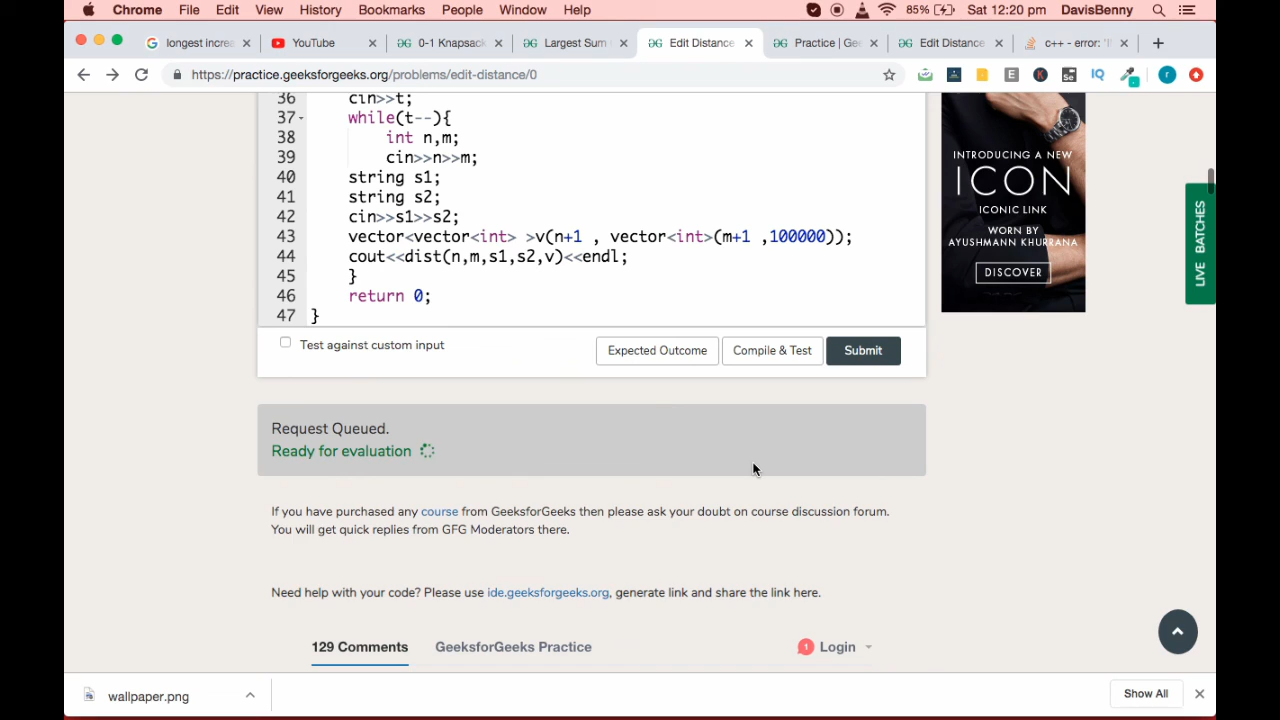 Chrome File Edit View History Bookmarks People Window Help 85% Sat 12:20 pm DavisBenny
longest increa YouTube 0-1 Knapsack Largest Sum Edit Distance Practice | Gee Edit Distance c++ - error: "I
https://practice.geeksforgeeks.org/problems/edit-distance/0
36 cin>>t;
37 while(t--){
38 int n,m;
39 cin>>n>>m;
40 string s1;
41 string s2;
42 cin>>s1>>s2;
43 vector<vector<int> >v(n+1 , vector<int>(m+1 ,100000));
44 cout<<dist(n,m,s1,s2,v)<<endl;
45 }
46 return 0;
47 }
INTRODUCING A NEW
ICON
ICONIC LINK
WORN BY
AYUSHMANN KHURRANA
DISCOVER
LIVE BATCHES
Test against custom input
Expected Outcome Compile & Test Submit
Request Queued.
Ready for evaluation
If you have purchased any course from GeeksforGeeks then please ask your doubt on course discussion forum.
You will get quick replies from GFG Moderators there.
Need help with your code? Please use ide.geeksforgeeks.org, generate link and share the link here.
129 Comments GeeksforGeeks Practice 1 Login
wallpaper.png Show All